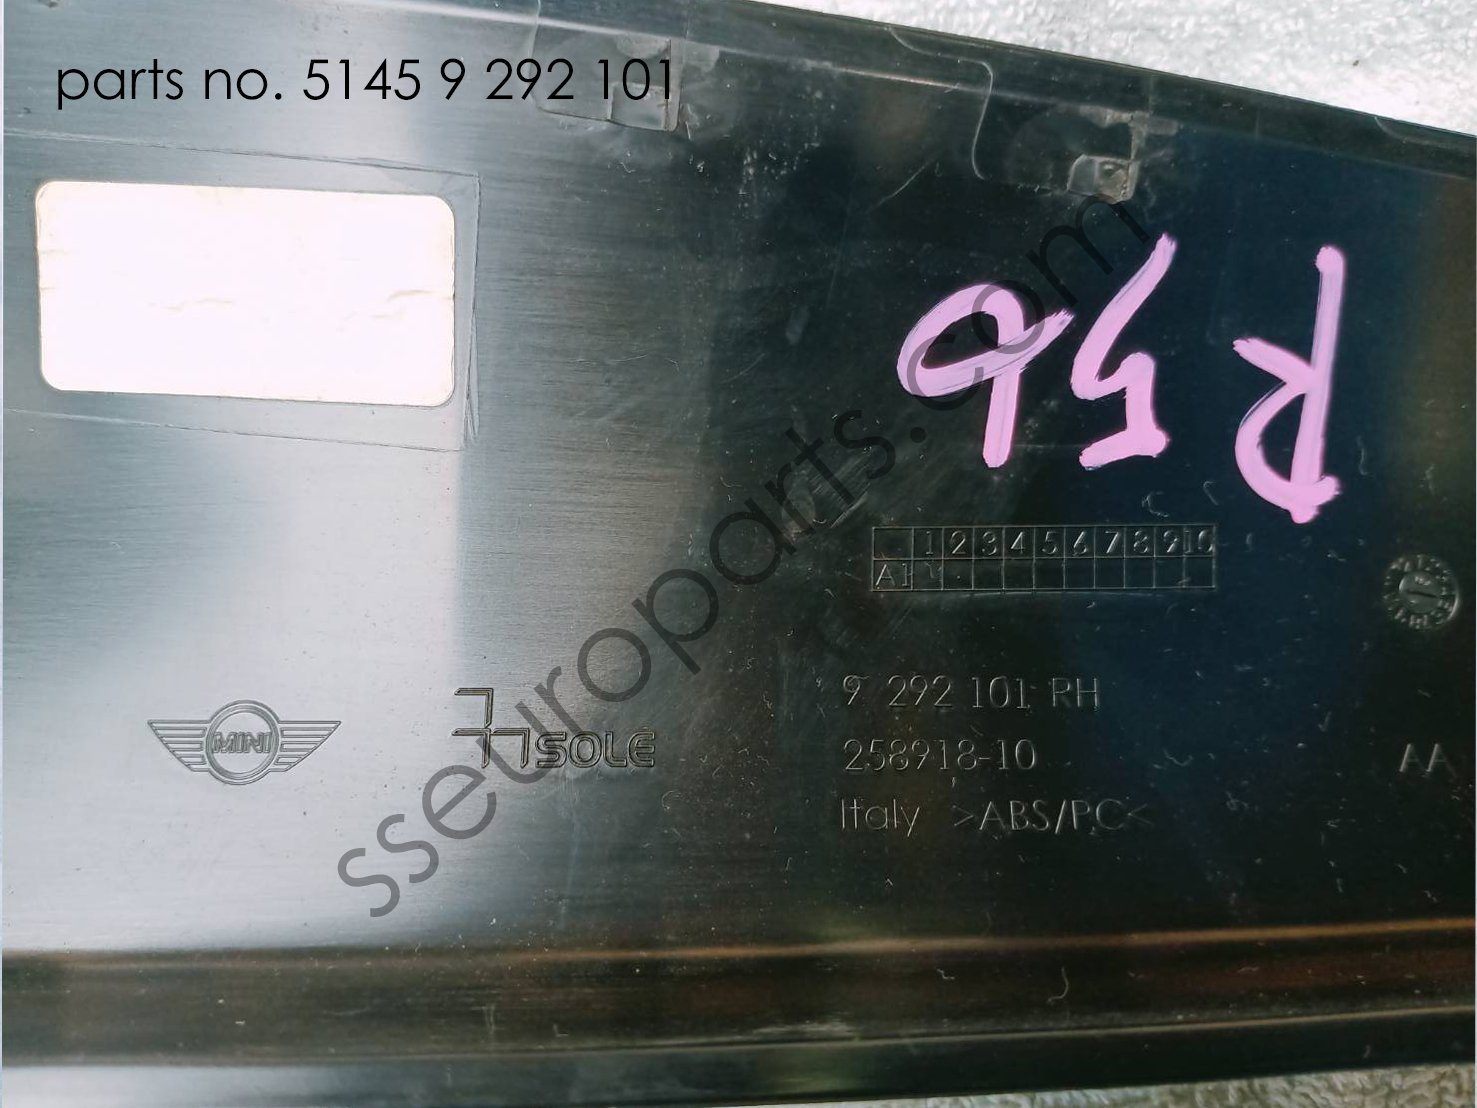 parts no. 5145 9 292 101
R56
1 2 3 4 5 6 7 8 9 10
A1
9 292 101 RH
258918-10
AA
Italy >ABS/PC<
MINI
SOLE
sseuroparts.com